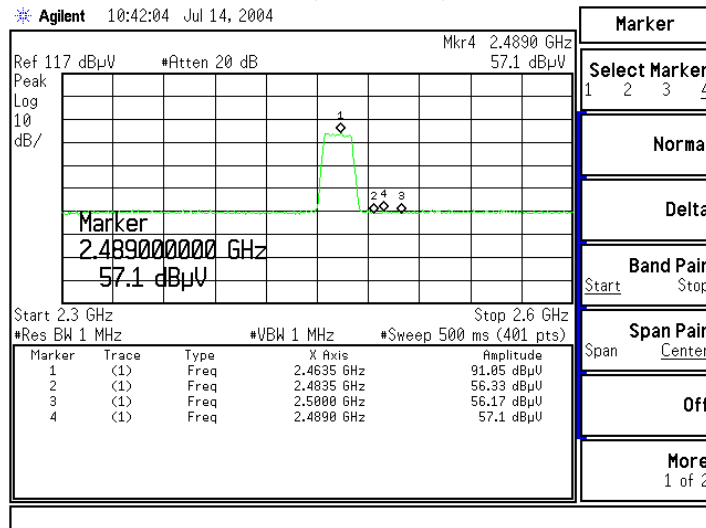 Agilent 10:42:04 Jul 14, 2004
Mkr4 2.4890 GHz
Ref 117 dBµV #Atten 20 dB 57.1 dBµV
Peak
Log
10
dB/
1
2 4 3
Marker
2.489000000 GHz
57.1 dBµV
Start 2.3 GHz Stop 2.6 GHz
#Res BW 1 MHz #VBW 1 MHz #Sweep 500 ms (401 pts)
Marker Trace Type X Axis Amplitude
1 (1) Freq 2.4635 GHz 91.05 dBµV
2 (1) Freq 2.4835 GHz 56.33 dBµV
3 (1) Freq 2.5000 GHz 56.17 dBµV
4 (1) Freq 2.4890 GHz 57.1 dBµV
Marker
Select Marker
1 2 3 4
Norma
Delta
Band Pair
Start Stop
Span Pair
Span Center
Off
More
1 of 2